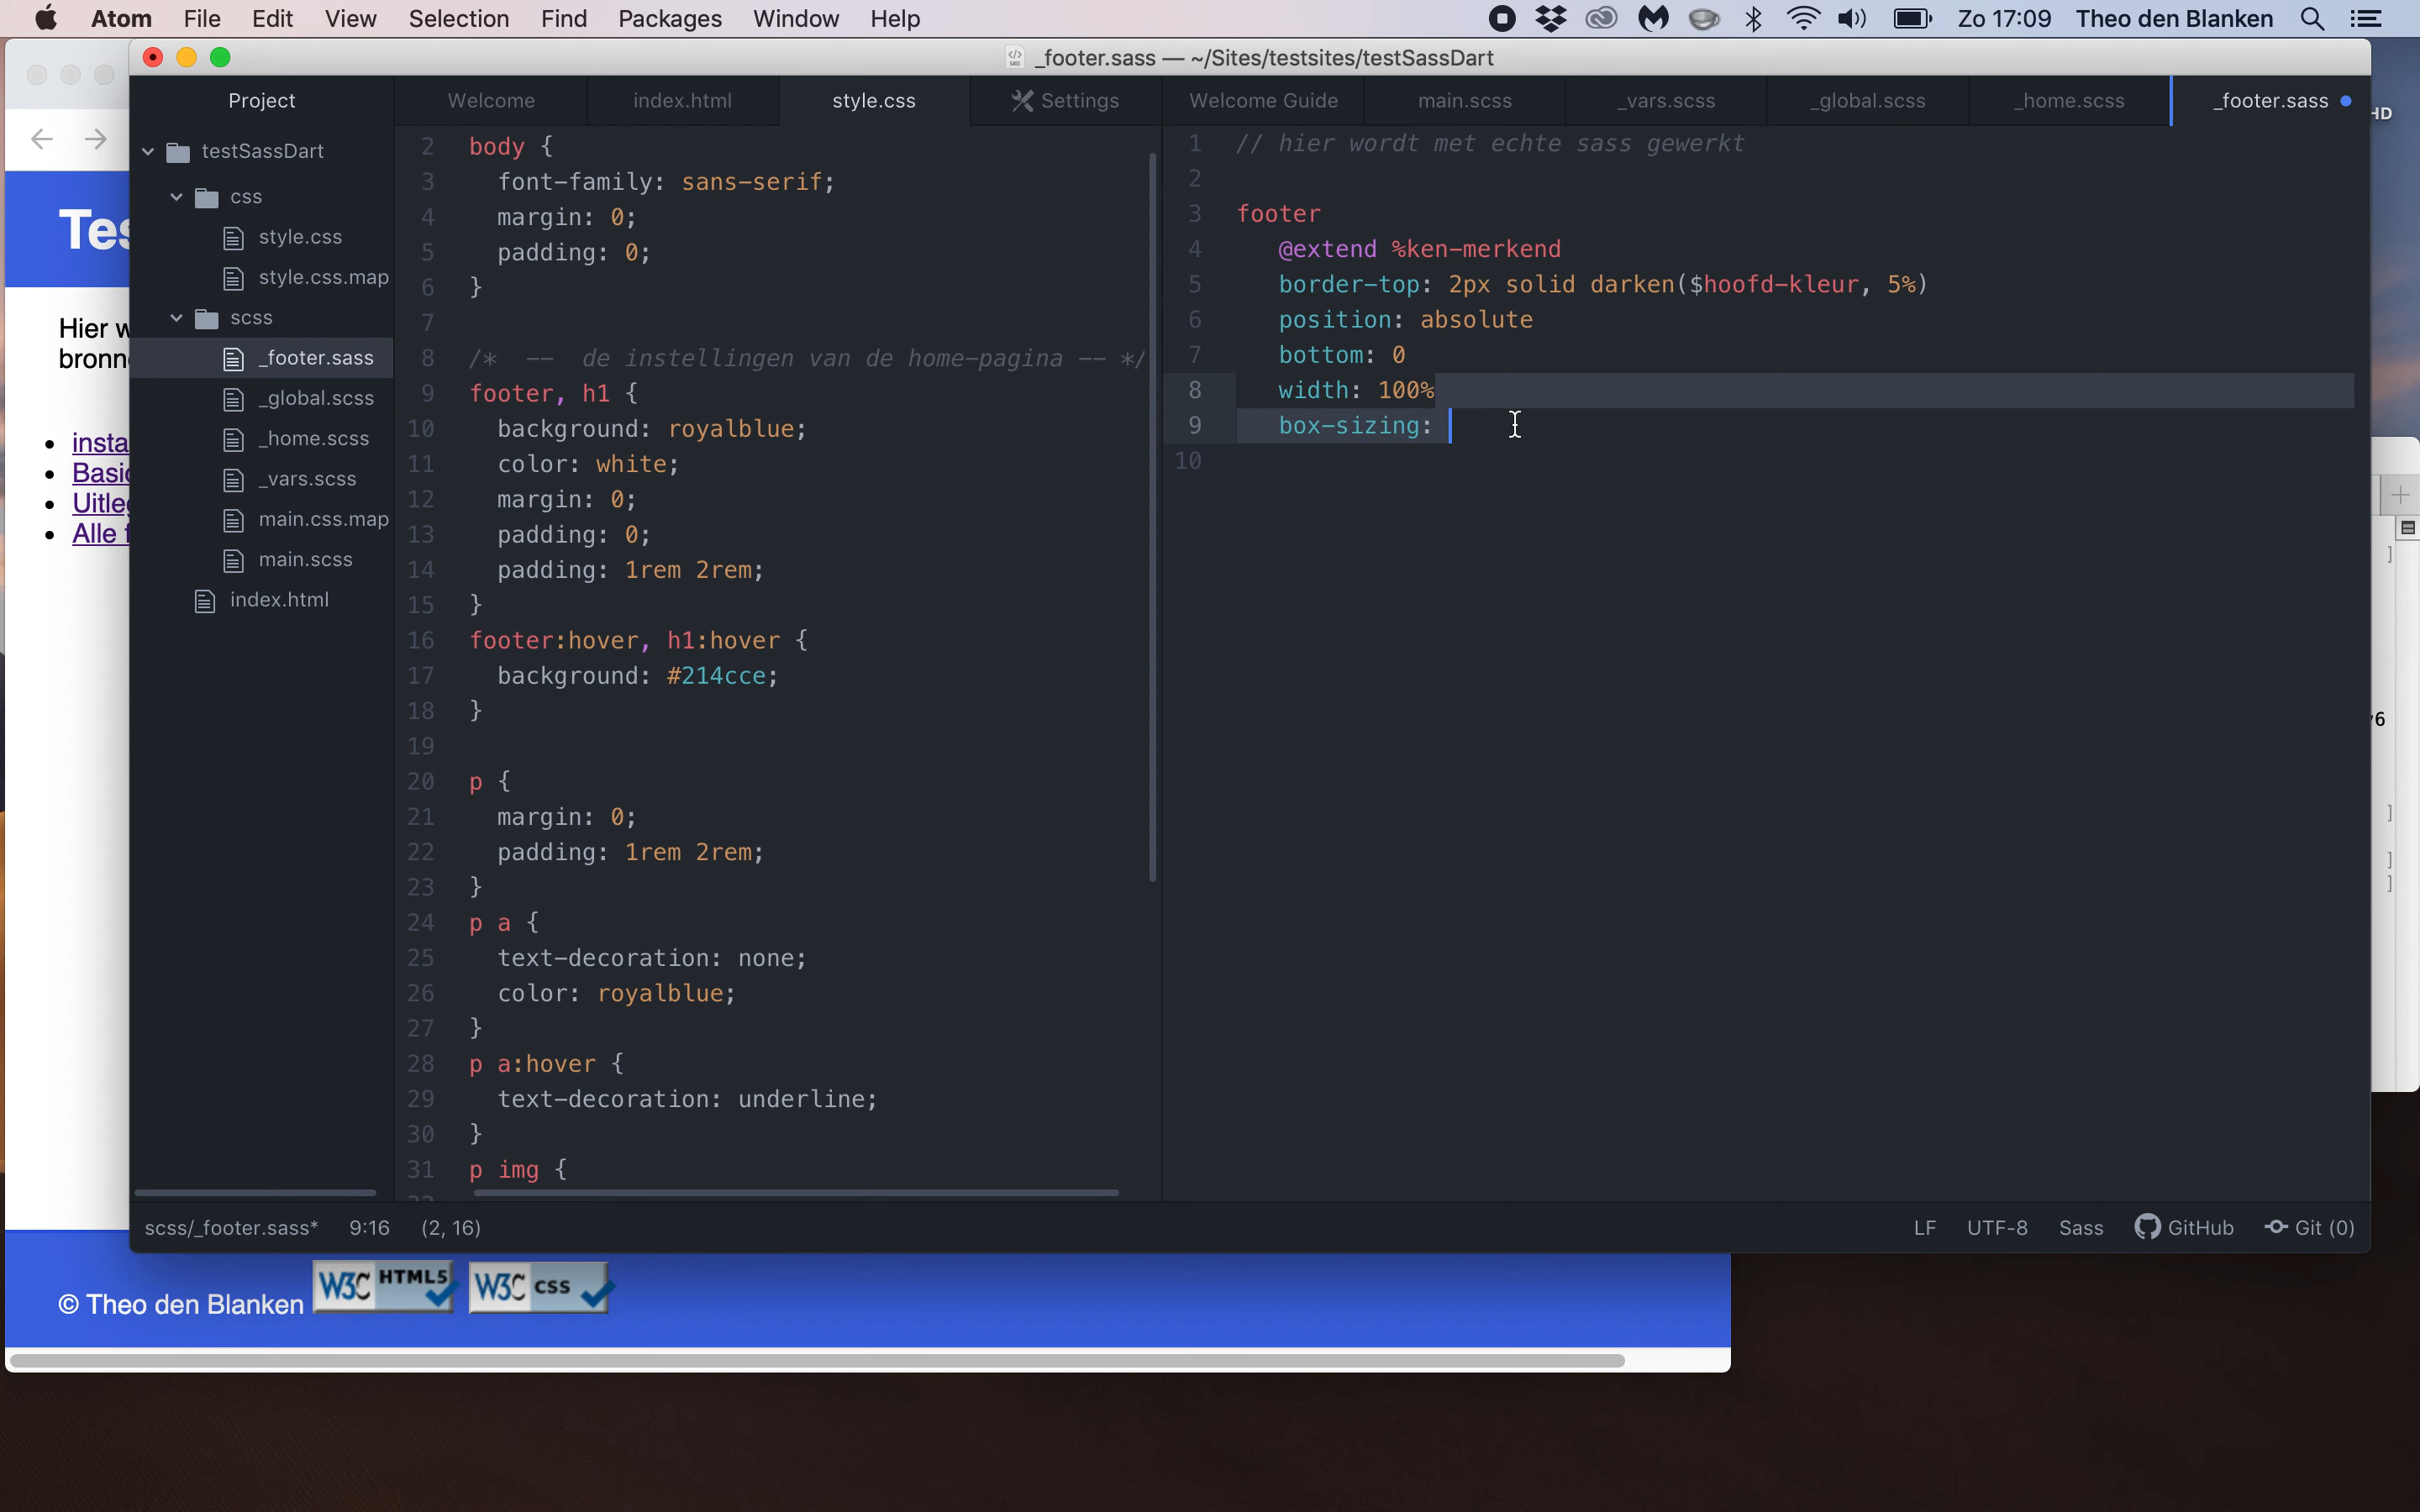 Atom File Edit View Selection Find Packages Window Help Zo 17:09 Theo den Blanken
_footer.sass — ~/Sites/testsites/testSassDart
Project
Welcome index.html style.css Settings Welcome Guide main.scss _vars.scss _global.scss _home.scss _footer.sass
HD
testSassDart
css
style.css
style.css.map
scss
_footer.sass
_global.scss
_home.scss
_vars.scss
main.css.map
main.scss
index.html
Tes
Hier w
bronn
insta
Basic
Uitleg
Alle f
2 body {
3 font-family: sans-serif;
4 margin: 0;
5 padding: 0;
6 }
7
8 /* -- de instellingen van de home-pagina -- */
9 footer, h1 {
10 background: royalblue;
11 color: white;
12 margin: 0;
13 padding: 0;
14 padding: 1rem 2rem;
15 }
16 footer:hover, h1:hover {
17 background: #214cce;
18 }
19
20 p {
21 margin: 0;
22 padding: 1rem 2rem;
23 }
24 p a {
25 text-decoration: none;
26 color: royalblue;
27 }
28 p a:hover {
29 text-decoration: underline;
30 }
31 p img {
1 // hier wordt met echte sass gewerkt
2
3 footer
4 @extend %ken-merkend
5 border-top: 2px solid darken($hoofd-kleur, 5%)
6 position: absolute
7 bottom: 0
8 width: 100%
9 box-sizing:
10
scss/_footer.sass* 9:16 (2, 16) LF UTF-8 Sass GitHub Git (0)
© Theo den Blanken W3C HTML5 W3C css